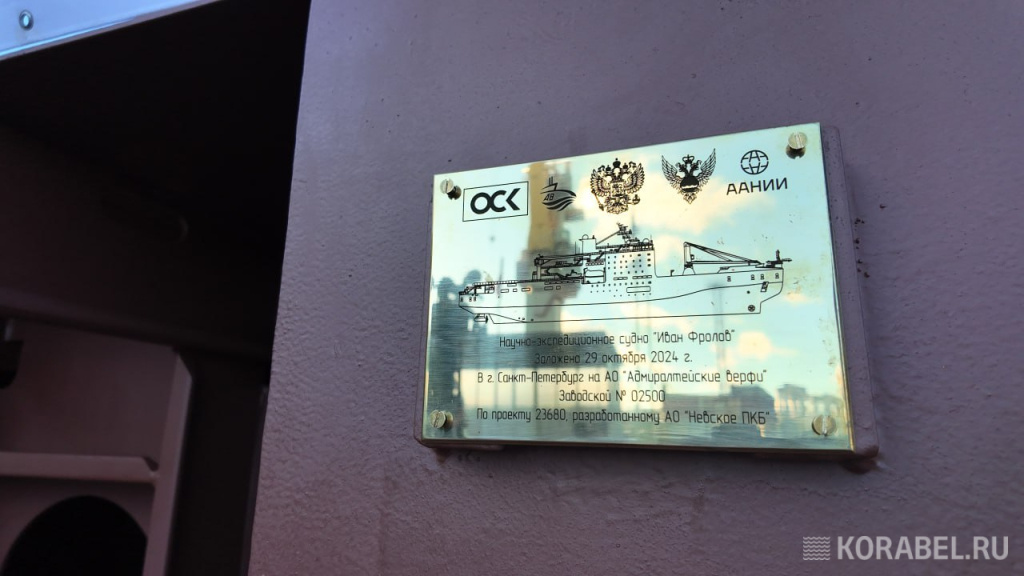 ОСК
ААНИИ
Научно-экспедиционное судно "Иван Фролов"
Заложено 29 октября 2024 г.
В г. Санкт-Петербург на АО "Адмиралтейские верфи"
Заводской № 02500
По проекту 23680, разработанному АО "Невское ПКБ"
KORABEL.RU